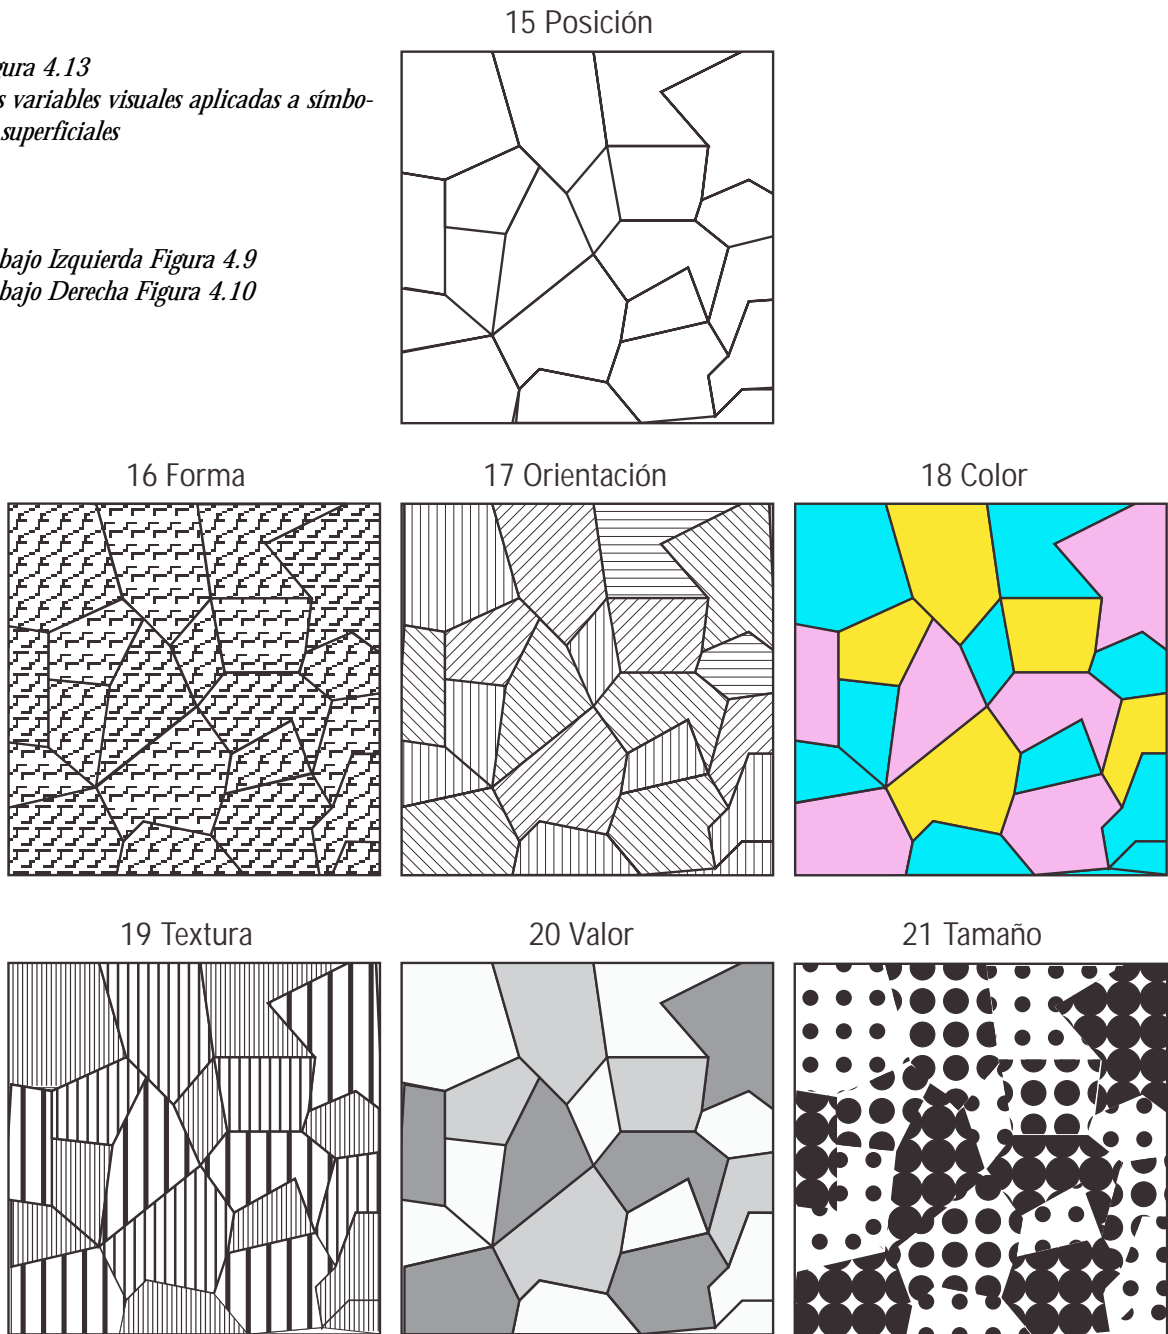 15 Posición
gura 4.13
s variables visuales aplicadas a símbo-
superficiales
bajo Izquierda Figura 4.9
bajo Derecha Figura 4.10
16 Forma
17 Orientación
18 Color
19 Textura
20 Valor
21 Tamaño